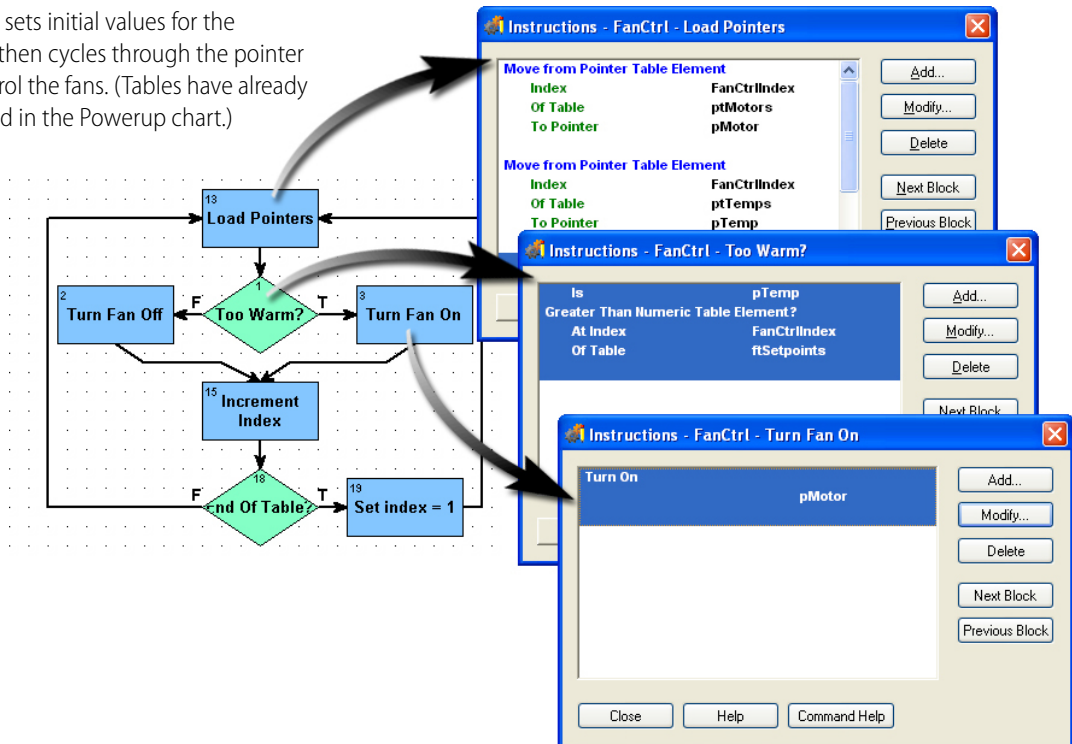 sets initial values for the
then cycles through the pointer
rol the fans. (Tables have already
d in the Powerup chart.)
13
Load Pointers
1
Too Warm?
F
T
2
Turn Fan Off
3
Turn Fan On
15
Increment
Index
18
End Of Table?
F
T
19
Set index = 1
Instructions - FanCtrl - Load Pointers
Move from Pointer Table Element
Index FanCtrlIndex
Of Table ptMotors
To Pointer pMotor
Move from Pointer Table Element
Index FanCtrlIndex
Of Table ptTemps
To Pointer pTemp
Add...
Modify...
Delete
Next Block
Previous Block
Instructions - FanCtrl - Too Warm?
Is pTemp
Greater Than Numeric Table Element?
At Index FanCtrlIndex
Of Table ftSetpoints
Add...
Modify...
Delete
Next Block
Instructions - FanCtrl - Turn Fan On
Turn On
pMotor
Add...
Modify...
Delete
Next Block
Previous Block
Close Help Command Help